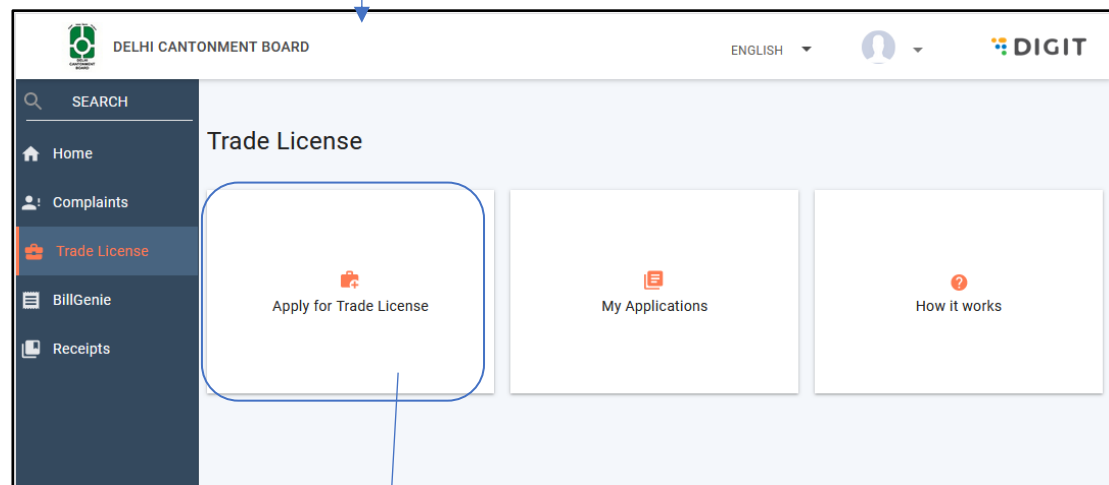 DELHI CANTONMENT BOARD
ENGLISH
DIGIT
SEARCH
Home
Complaints
Trade License
BillGenie
Receipts
Trade License
Apply for Trade License
My Applications
How it works